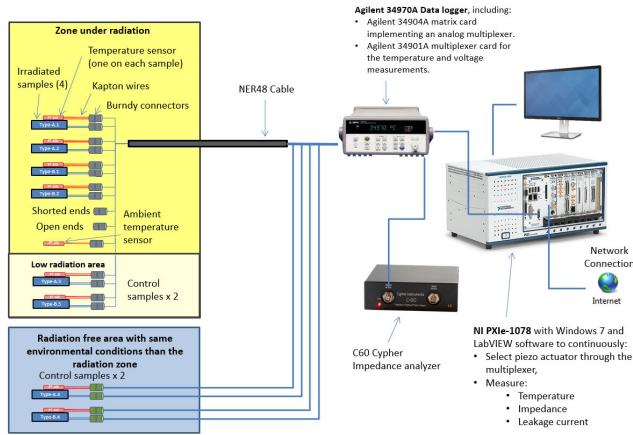 Agilent 34970A Data logger, including:
• Agilent 34904A matrix card
implementing an analog multiplexer.
• Agilent 34901A multiplexer card for
the temperature and voltage
measurements.
Zone under radiation
Temperature sensor
(one on each sample)
Irradiated
samples (4)
Kapton wires
Burndy connectors
NER48 Cable
Type-A.1
Type-A.2
Type-B.1
Type-B.2
Shorted ends
Open ends
Ambient
temperature
sensor
Low radiation area
Control
samples x 2
Type-A.3
Type-B.3
Radiation free area with same
environmental conditions than the
radiation zone
Control samples x 2
Type-A.4
Type-B.4
Cypher Instruments
C-60
C60 Cypher
Impedance analyzer
Network
Connection
Internet
NI PXIe-1078 with Windows 7 and
LabVIEW software to continuously:
• Select piezo actuator through the
multiplexer,
• Measure:
• Temperature
• Impedance
• Leakage current